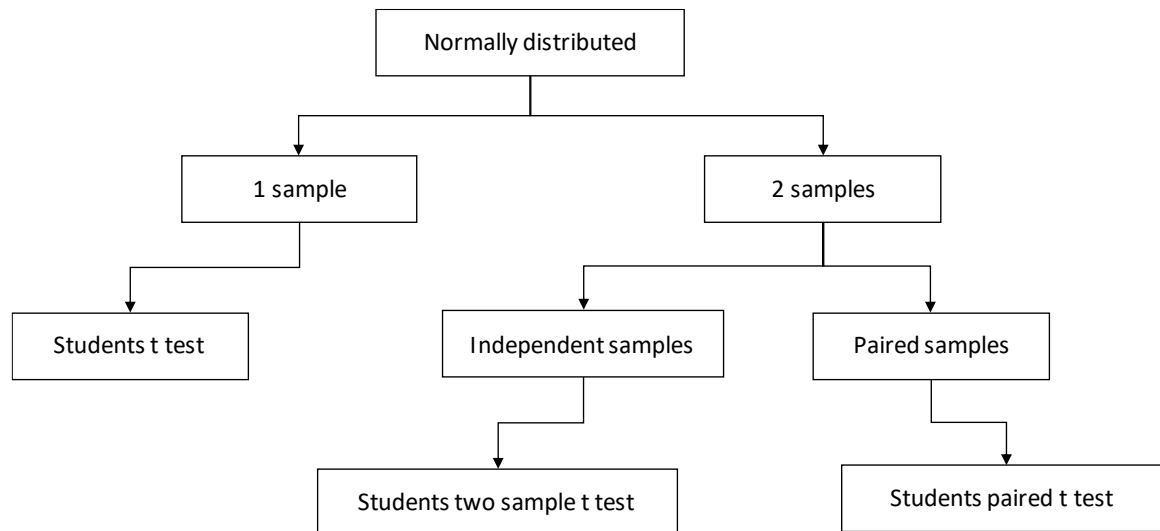 Normally distributed
1 sample
2 samples
Students t test
Independent samples
Paired samples
Students two sample t test
Students paired t test